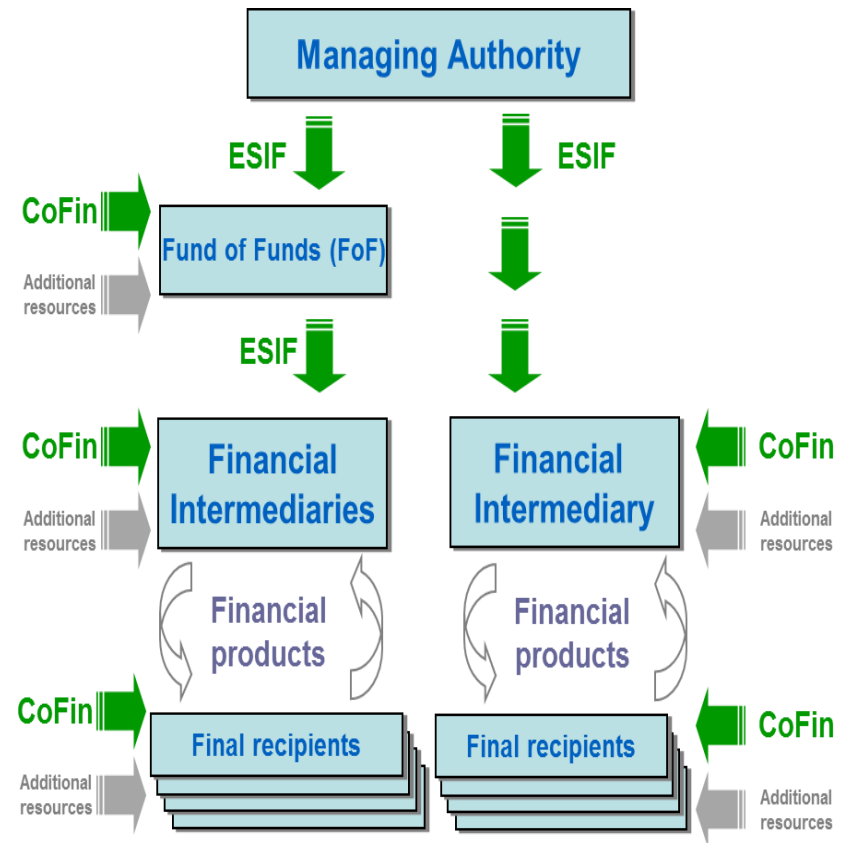 Managing Authority
ESIF
ESIF
CoFin
Fund of Funds (FoF)
Additional
resources
ESIF
CoFin
Financial
Intermediaries
Additional
resources
Financial
Intermediary
CoFin
Additional
resources
Financial
products
Financial
products
CoFin
Final recipients
Additional
resources
Final recipients
CoFin
Additional
resources